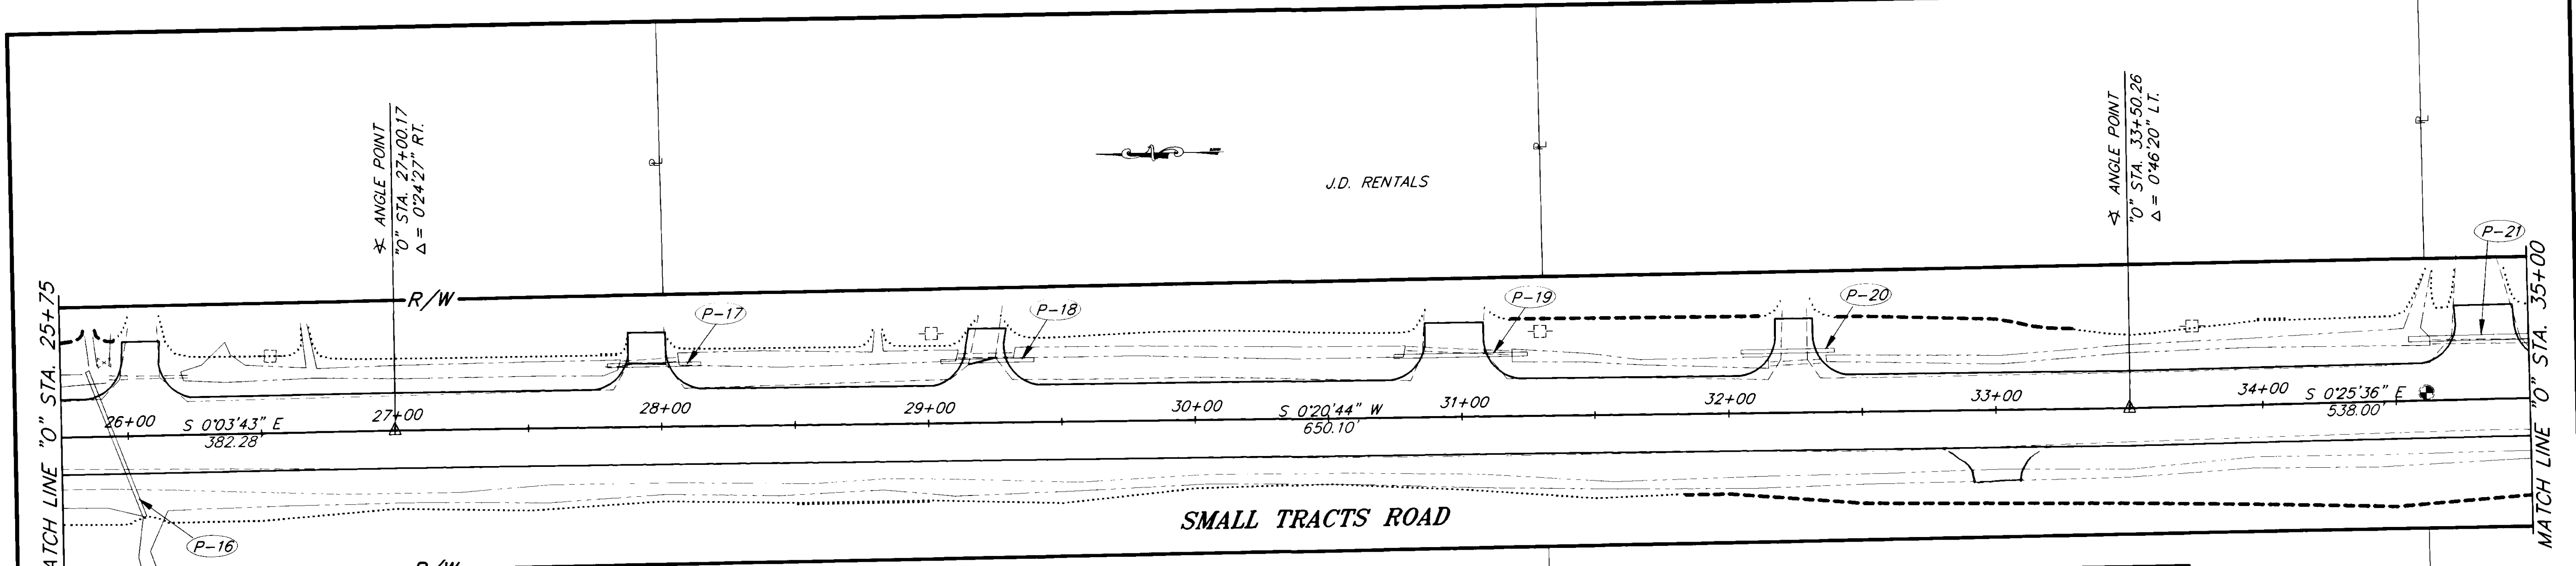 ∡ ANGLE POINT
"O" STA. 27+00.17
Δ = 0°24'27" RT.
∡ ANGLE POINT
"O" STA. 33+50.26
Δ = 0°46'20" LT.
J.D. RENTALS
MATCH LINE "O" STA. 25+75
MATCH LINE "O" STA. 35+00
R/W
P-17
P-18
P-19
P-20
P-21
26+00
S 0°03'43" E
382.28'
27+00
28+00
29+00
30+00
S 0°20'44" W
650.10'
31+00
32+00
33+00
34+00
S 0°25'36" E
538.00'
P-16
SMALL TRACTS ROAD
R/W